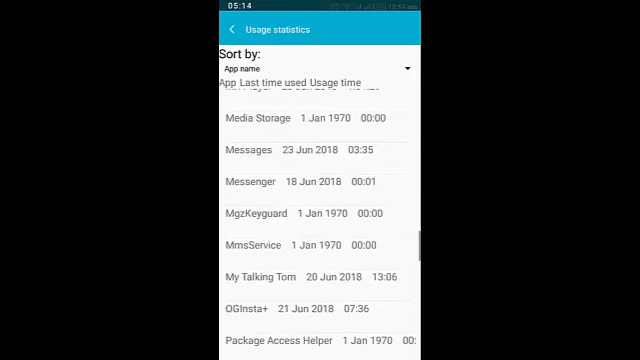 05:14
Usage statistics
Sort by:
App name
App Last time used Usage time
Media Storage 1 Jan 1970 00:00
Messages 23 Jun 2018 03:35
Messenger 18 Jun 2018 00:01
MgzKeyguard 1 Jan 1970 00:00
MmsService 1 Jan 1970 00:00
My Talking Tom 20 Jun 2018 13:06
OGInsta+ 21 Jun 2018 07:36
Package Access Helper 1 Jan 1970 00: